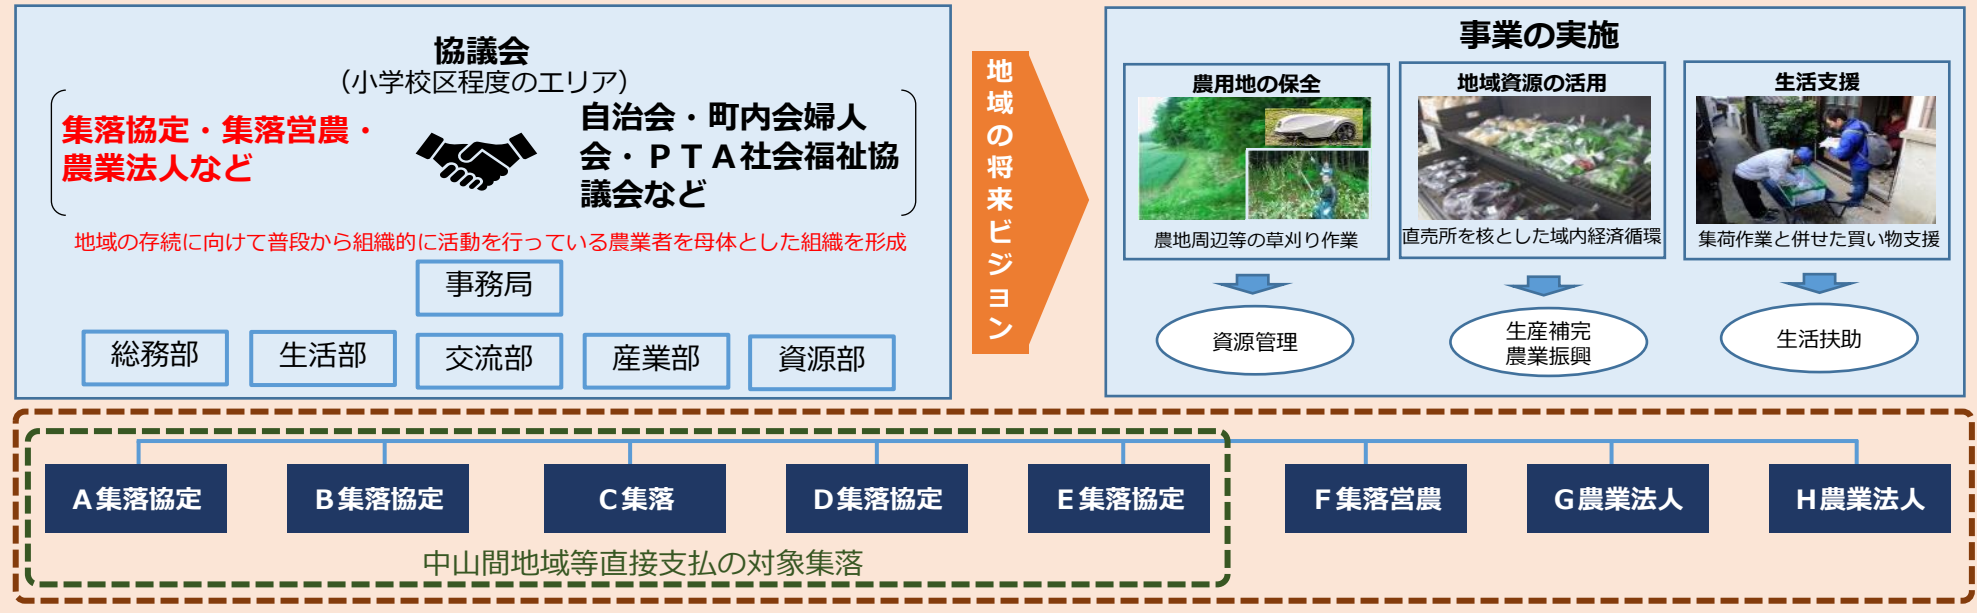 協議会
（小学校区程度のエリア）
集落協定・集落営農・
農業法人など
自治会・町内会婦人
会・ＰＴＡ社会福祉協
議会など
地域の存続に向けて普段から組織的に活動を行っている農業者を母体とした組織を形成
事務局
総務部
生活部
交流部
産業部
資源部
地域の将来ビジョン
事業の実施
農用地の保全
農地周辺等の草刈り作業
資源管理
地域資源の活用
直売所を核とした域内経済循環
生産補完
農業振興
生活支援
集荷作業と併せた買い物支援
生活扶助
Ａ集落協定
Ｂ集落協定
Ｃ集落
Ｄ集落協定
Ｅ集落協定
Ｆ集落営農
Ｇ農業法人
Ｈ農業法人
中山間地域等直接支払の対象集落